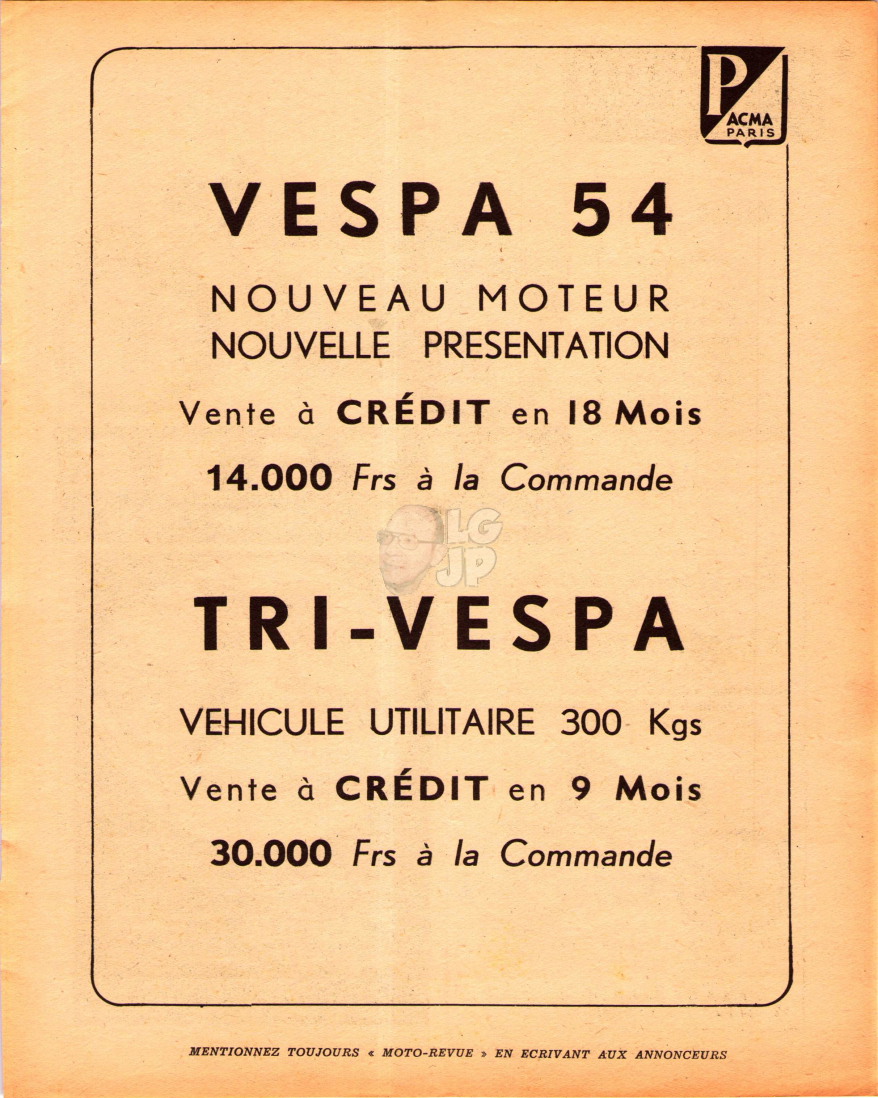 P
ACMA
PARIS
VESPA 54
NOUVEAU MOTEUR
NOUVELLE PRESENTATION
Vente à CRÉDIT en 18 Mois
14.000 Frs à la Commande
LG
JP
TRI-VESPA
VEHICULE UTILITAIRE 300 Kgs
Vente à CRÉDIT en 9 Mois
30.000 Frs à la Commande
MENTIONNEZ TOUJOURS « MOTO-REVUE » EN ECRIVANT AUX ANNONCEURS